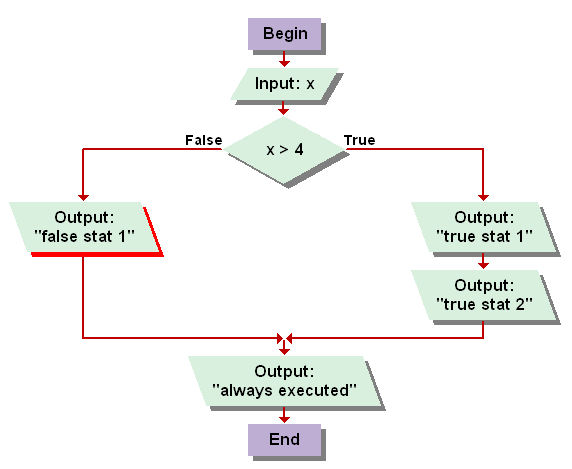 Begin
Input: x
x > 4
False
True
Output:
"false stat 1"
Output:
"true stat 1"
Output:
"true stat 2"
Output:
"always executed"
End